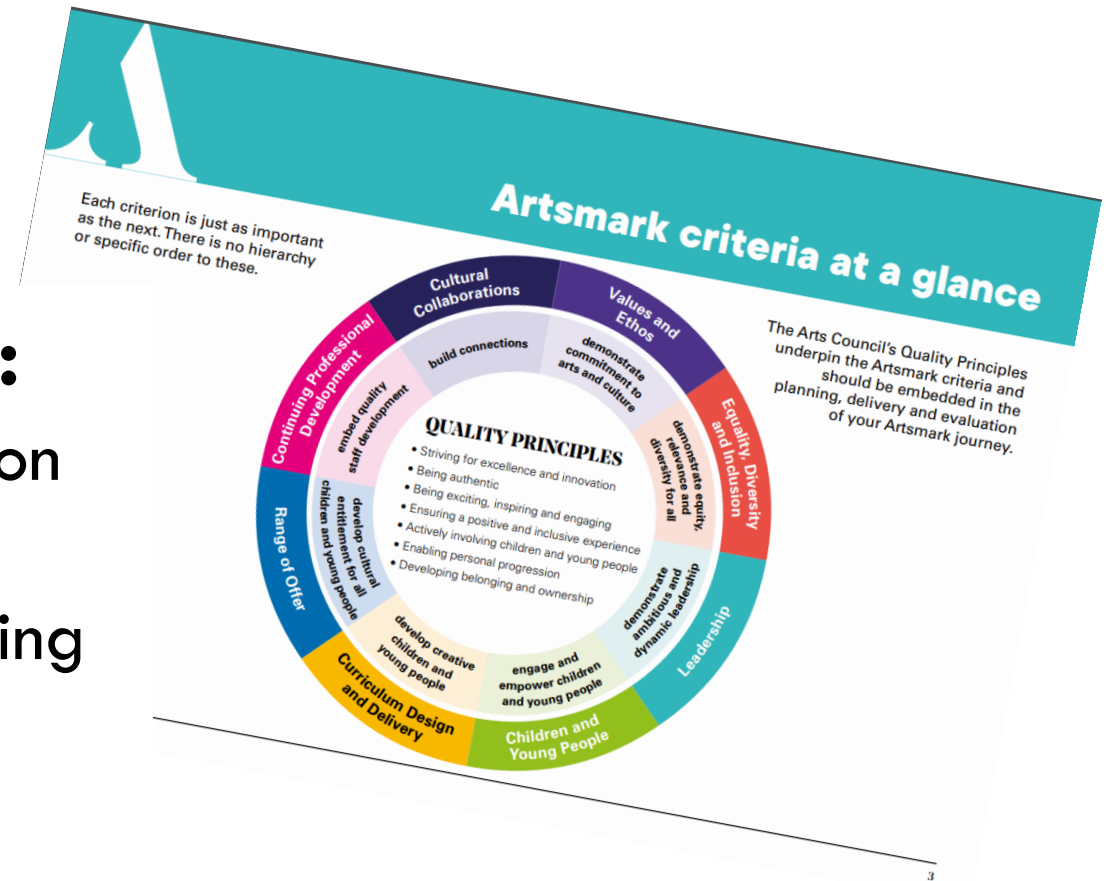 Artsmark criteria at a glance
Each criterion is just as important
as the next. There is no hierarchy
or specific order to these.
The Arts Council's Quality Principles
underpin the Artsmark criteria and
should be embedded in the
planning, delivery and evaluation
of your Artsmark journey.
:
on
ing
Cultural
Collaborations
build connections
Values and
Ethos
demonstrate
commitment to
arts and culture
Equality, Diversity
and Inclusion
demonstrate equity,
relevance and
diversity for all
Leadership
demonstrate
ambitious and
dynamic leadership
Children and
Young People
engage and
empower children
and young people
Curriculum Design
and Delivery
develop creative
children and
young people
Range of Offer
develop cultural
entitlement for all
children and young people
Continuing Professional
Development
embed quality
staff development
QUALITY PRINCIPLES
• Striving for excellence and innovation
• Being authentic
• Being exciting, inspiring and engaging
• Ensuring a positive and inclusive experience
• Actively involving children and young people
• Enabling personal progression
• Developing belonging and ownership
3